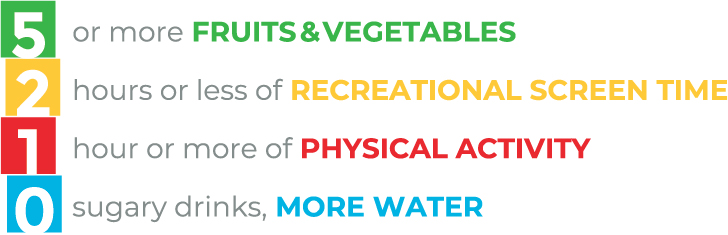 5 or more FRUITS & VEGETABLES
2 hours or less of RECREATIONAL SCREEN TIME
1 hour or more of PHYSICAL ACTIVITY
0 sugary drinks, MORE WATER